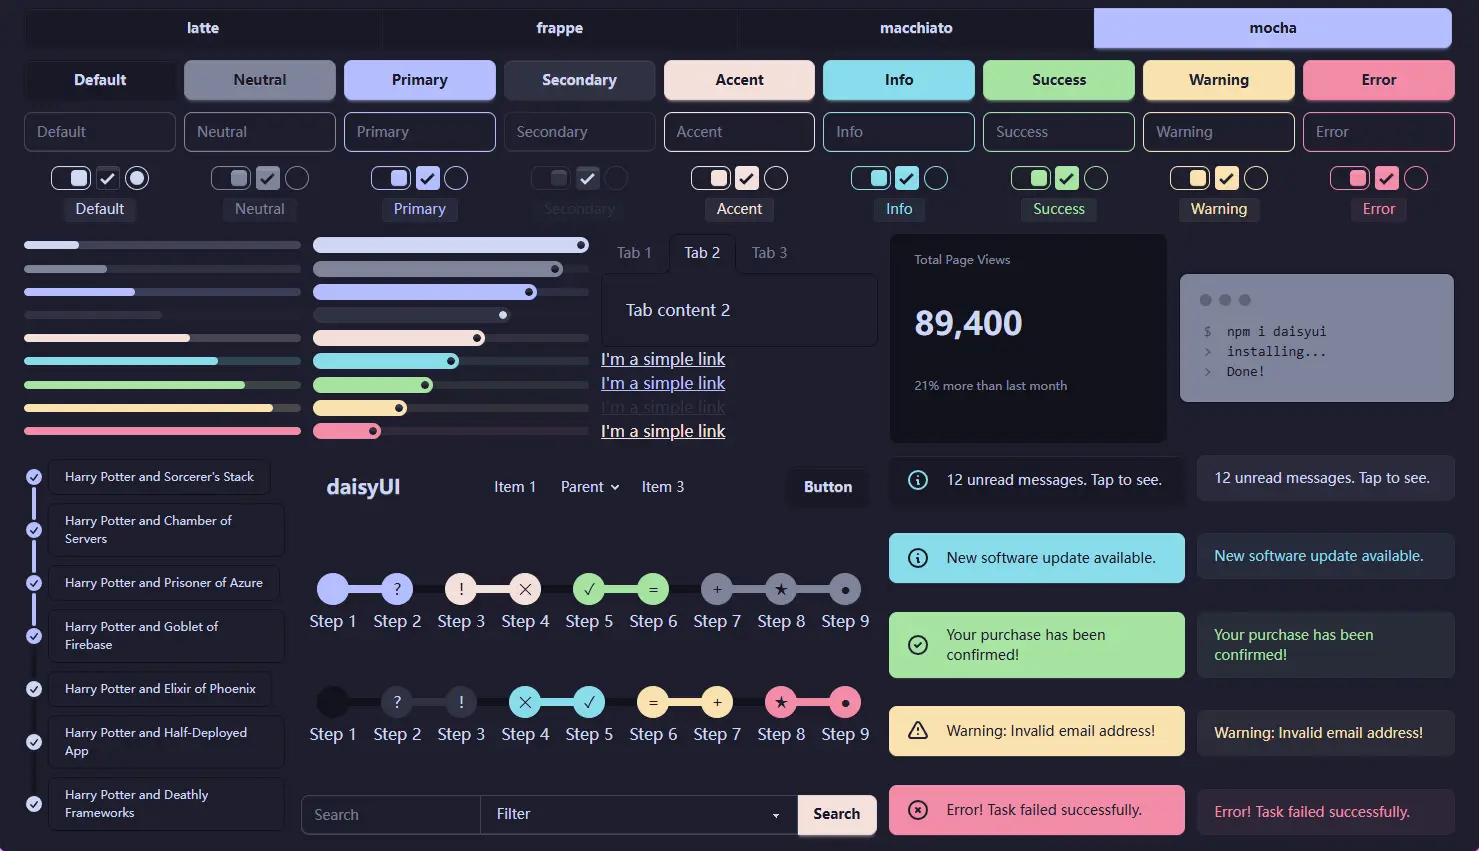 latte
frappe
macchiato
mocha
Default
Neutral
Primary
Secondary
Accent
Info
Success
Warning
Error
Default
Neutral
Primary
Secondary
Accent
Info
Success
Warning
Error
Default
Neutral
Primary
Secondary
Accent
Info
Success
Warning
Error
Tab 1
Tab 2
Tab 3
Tab content 2
I'm a simple link
I'm a simple link
I'm a simple link
I'm a simple link
Total Page Views
89,400
21% more than last month
$ npm i daisyui
> installing...
> Done!
Harry Potter and Sorcerer's Stack
Harry Potter and Chamber of
Servers
Harry Potter and Prisoner of Azure
Harry Potter and Goblet of
Firebase
Harry Potter and Elixir of Phoenix
Harry Potter and Half-Deployed
App
Harry Potter and Deathly
Frameworks
daisyUI
Item 1
Parent
Item 3
Button
? ! ✕ ✓ = + ★ ●
Step 1 Step 2 Step 3 Step 4 Step 5 Step 6 Step 7 Step 8 Step 9
? ! ✕ ✓ = + ★ ●
Step 1 Step 2 Step 3 Step 4 Step 5 Step 6 Step 7 Step 8 Step 9
Search
Filter
Search
12 unread messages. Tap to see.
12 unread messages. Tap to see.
New software update available.
New software update available.
Your purchase has been
confirmed!
Your purchase has been
confirmed!
Warning: Invalid email address!
Warning: Invalid email address!
Error! Task failed successfully.
Error! Task failed successfully.